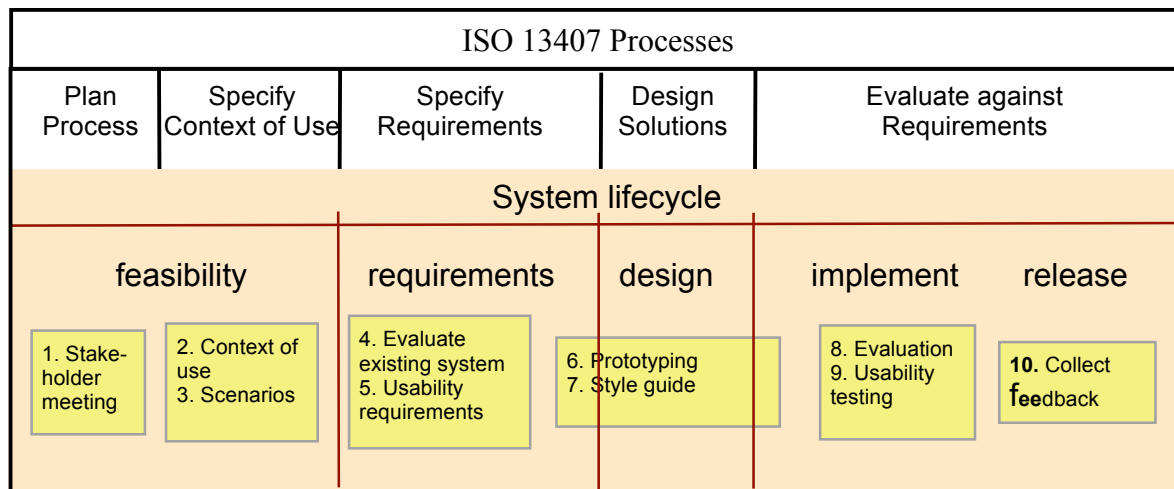 ISO 13407 Processes
Plan
Process
Specify
Context of Use
Specify
Requirements
Design
Solutions
Evaluate against
Requirements
System lifecycle
feasibility
requirements
design
implement
release
1. Stake-
holder
meeting
2. Context of
use
3. Scenarios
4. Evaluate
existing system
5. Usability
requirements
6. Prototyping
7. Style guide
8. Evaluation
9. Usability
testing
10. Collect
feedback